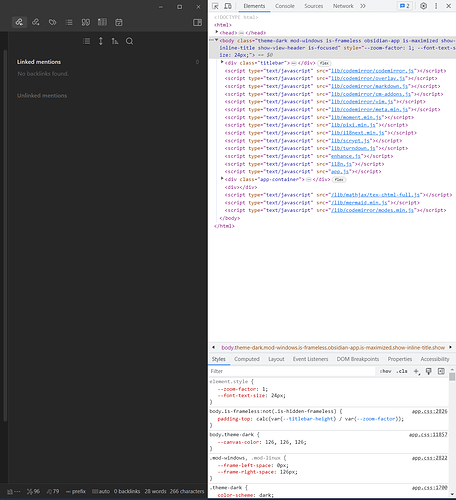 Linked mentions 0
No backlinks found.
Unlinked mentions
96 79 prefix auto 0 backlinks 28 words 266 characters
Elements Console Sources Network 2
<!DOCTYPE html>
<html>
<head> </head>
<body class="theme-dark mod-windows is-frameless obsidian-app is-maximized show-
inline-title show-view-header is-focused" style="--zoom-factor: 1; --font-text-s
ize: 24px;"> == $0
<div class="titlebar"> </div> flex
<script type="text/javascript" src="lib/codemirror/codemirror.js"></script>
<script type="text/javascript" src="lib/codemirror/overlay.js"></script>
<script type="text/javascript" src="lib/codemirror/markdown.js"></script>
<script type="text/javascript" src="lib/codemirror/cm-addons.js"></script>
<script type="text/javascript" src="lib/codemirror/vim.js"></script>
<script type="text/javascript" src="lib/codemirror/meta.min.js"></script>
<script type="text/javascript" src="lib/moment.min.js"></script>
<script type="text/javascript" src="lib/pixi.min.js"></script>
<script type="text/javascript" src="lib/i18next.min.js"></script>
<script type="text/javascript" src="lib/scrypt.js"></script>
<script type="text/javascript" src="lib/turndown.js"></script>
<script type="text/javascript" src="enhance.js"></script>
<script type="text/javascript" src="i18n.js"></script>
<script type="text/javascript" src="app.js"></script>
<div class="app-container"> </div> flex
<div></div>
<script type="text/javascript" src="/lib/mathjax/tex-chtml-full.js"></script>
<script type="text/javascript" src="/lib/mermaid.min.js"></script>
<script type="text/javascript" src="/lib/codemirror/modes.min.js"></script>
</body>
</html>
body.theme-dark.mod-windows.is-frameless.obsidian-app.is-maximized.show-inline-title.show
Styles Computed Layout Event Listeners DOM Breakpoints Properties Accessibility
Filter :hov .cls
element.style {
--zoom-factor: 1;
--font-text-size: 24px;
}
body.is-frameless:not(.is-hidden-frameless) { app.css:2826
padding-top: calc(var(--titlebar-height) / var(--zoom-factor));
}
body.theme-dark { app.css:11857
--canvas-color: 126, 126, 126;
}
.mod-windows, .mod-linux { app.css:2822
--frame-left-space: 0px;
--frame-right-space: 126px;
}
.theme-dark { app.css:1700
color-scheme: dark;